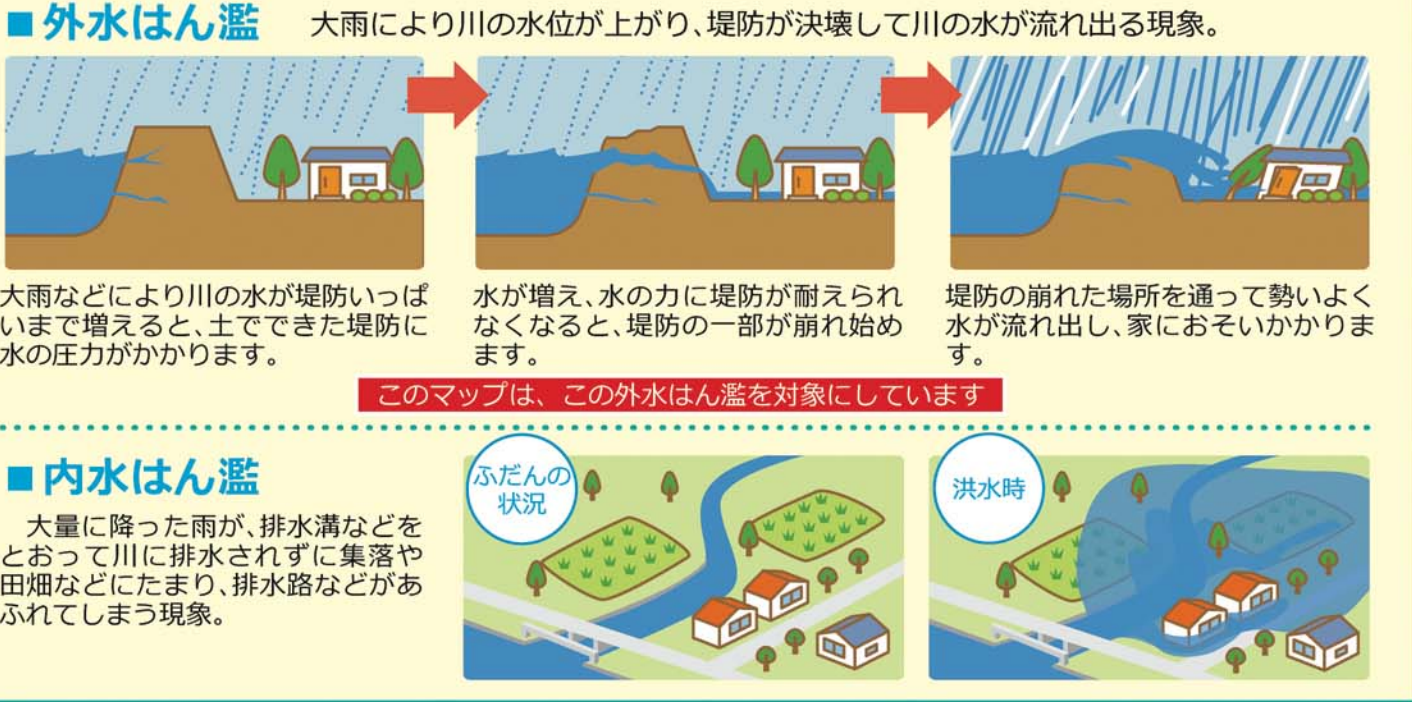 ■外水はん濫 大雨により川の水位が上がり、堤防が決壊して川の水が流れ出る現象。
大雨などにより川の水が堤防いっぱ
いまで増えると、土でできた堤防に
水の圧力がかかります。
水が増え、水の力に堤防が耐えられ
なくなると、堤防の一部が崩れ始め
ます。
堤防の崩れた場所を通って勢いよく
水が流れ出し、家におそいかかりま
す。
このマップは、この外水はん濫を対象にしています
■内水はん濫
大量に降った雨が、排水溝などを
とおって川に排水されずに集落や
田畑などにたまり、排水路などがあ
ふれてしまう現象。
ふだんの
状況
洪水時